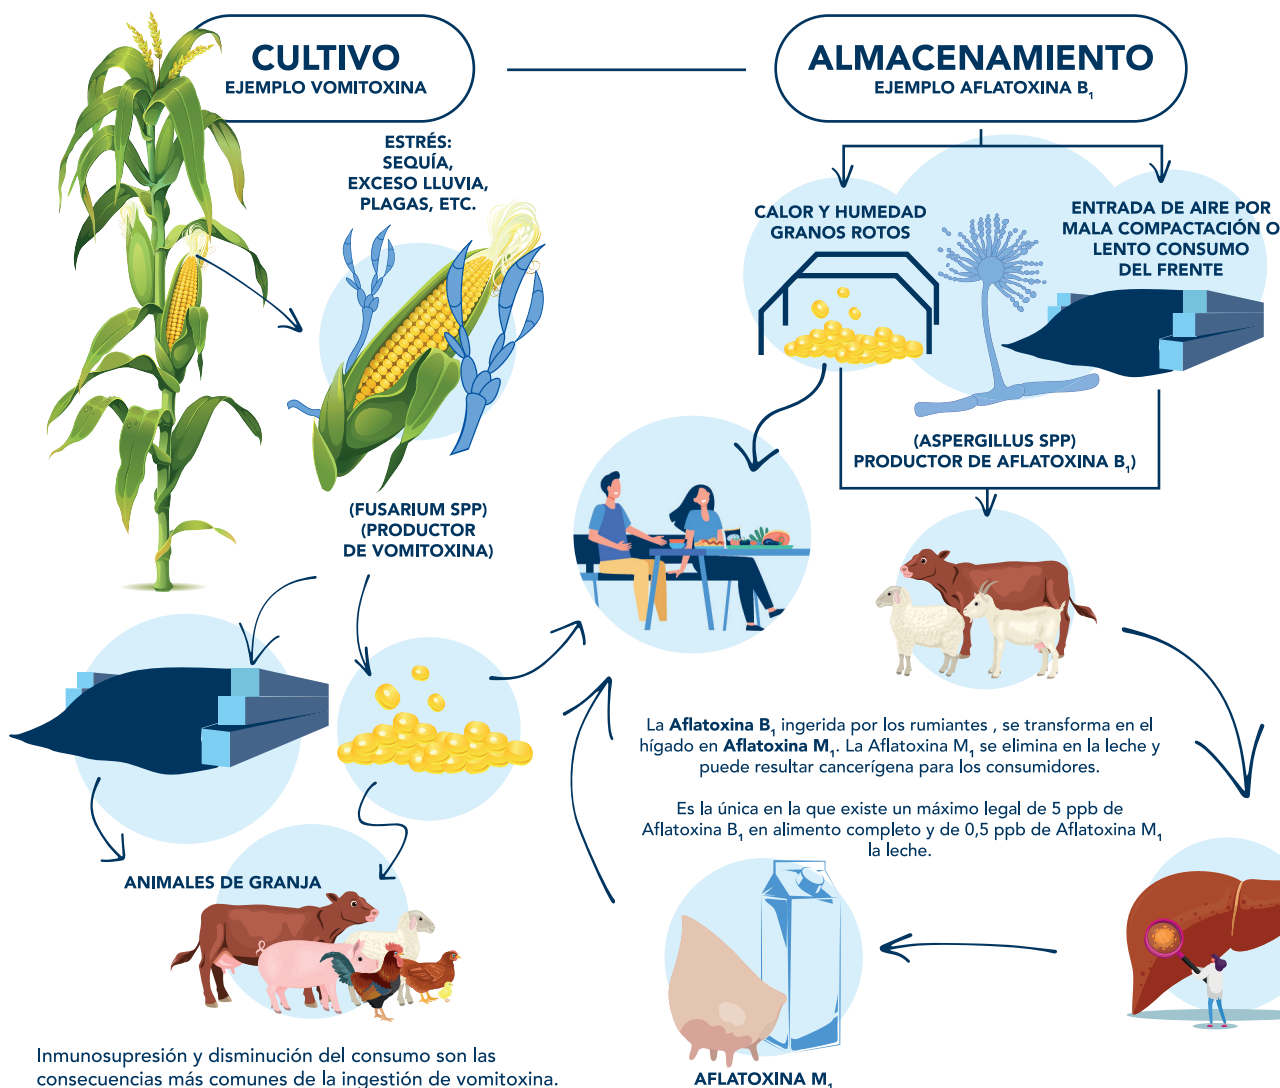 CULTIVO
EJEMPLO VOMITOXINA
ESTRÉS:
SEQUÍA,
EXCESO LLUVIA,
PLAGAS, ETC.
(FUSARIUM SPP)
(PRODUCTOR
DE VOMITOXINA)
ANIMALES DE GRANJA
Inmunosupresión y disminución del consumo son las
consecuencias más comunes de la ingestión de vomitoxina.
ALMACENAMIENTO
EJEMPLO AFLATOXINA B₁
CALOR Y HUMEDAD
GRANOS ROTOS
ENTRADA DE AIRE POR
MALA COMPACTACIÓN O
LENTO CONSUMO
DEL FRENTE
(ASPERGILLUS SPP)
PRODUCTOR DE AFLATOXINA B₁)
La Aflatoxina B₁ ingerida por los rumiantes , se transforma en el
hígado en Aflatoxina M₁. La Aflatoxina M₁ se elimina en la leche y
puede resultar cancerígena para los consumidores.
Es la única en la que existe un máximo legal de 5 ppb de
Aflatoxina B₁ en alimento completo y de 0,5 ppb de Aflatoxina M₁
la leche.
AFLATOXINA M₁